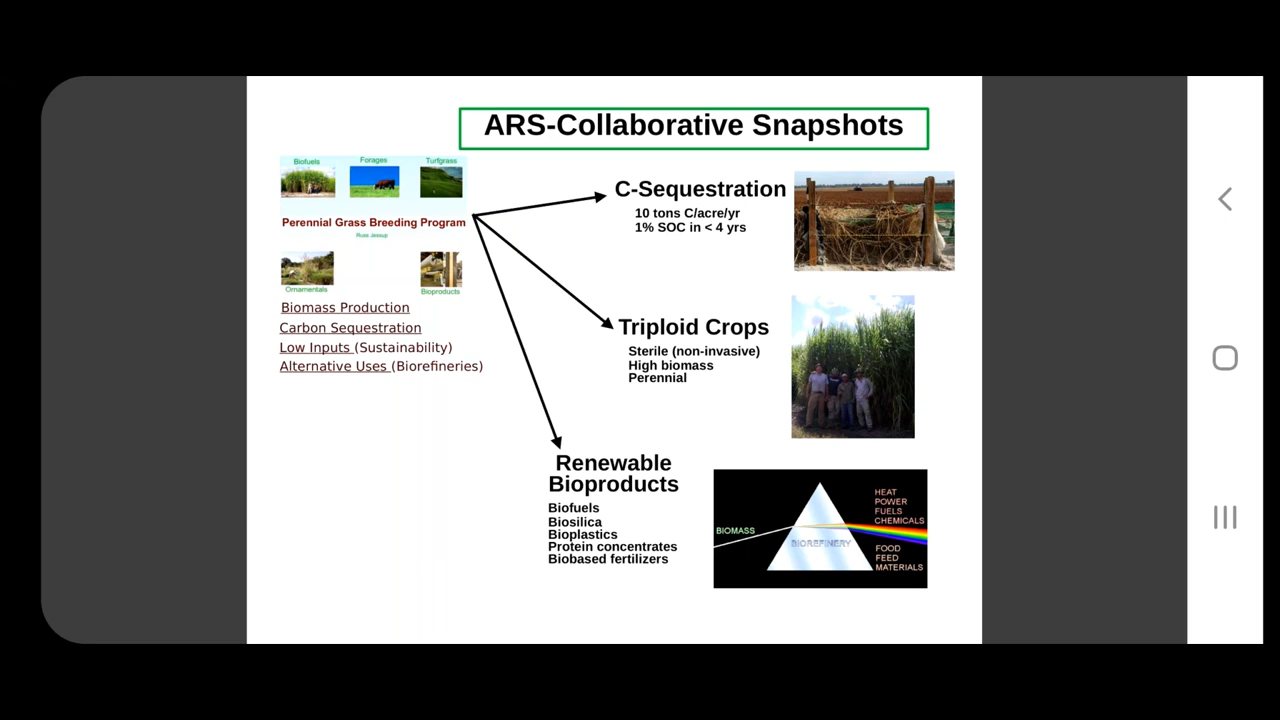 ARS-Collaborative Snapshots
Biofuels
Forages
Turfgrass
Perennial Grass Breeding Program
Russ Jessup
Ornamentals
Bioproducts
Biomass Production
Carbon Sequestration
Low Inputs (Sustainability)
Alternative Uses (Biorefineries)
C-Sequestration
10 tons C/acre/yr
1% SOC in < 4 yrs
Triploid Crops
Sterile (non-invasive)
High biomass
Perennial
Renewable
Bioproducts
Biofuels
Biosilica
Bioplastics
Protein concentrates
Biobased fertilizers
BIOMASS
BIOREFINERY
HEAT
POWER
FUELS
CHEMICALS
FOOD
FEED
MATERIALS